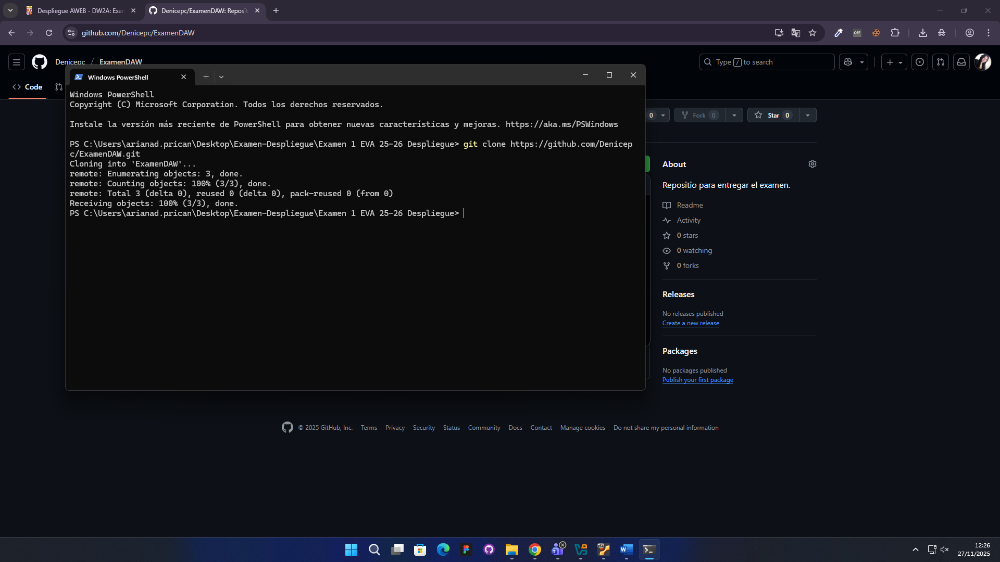 Despliegue AWEB - DW2A: Exam
Denicepc/ExamenDAW: Reposit
github.com/Denicepc/ExamenDAW
OFF
Denicepc / ExamenDAW
Type / to search
Code
Windows PowerShell
Windows PowerShell
Copyright (C) Microsoft Corporation. Todos los derechos reservados.
Instale la versión más reciente de PowerShell para obtener nuevas características y mejoras. https://aka.ms/PSWindows
PS C:\Users\arianad.prican\Desktop\Examen-Despliegue\Examen 1 EVA 25-26 Despliegue> git clone https://github.com/Denicep
c/ExamenDAW.git
Cloning into 'ExamenDAW'...
remote: Enumerating objects: 3, done.
remote: Counting objects: 100% (3/3), done.
remote: Total 3 (delta 0), reused 0 (delta 0), pack-reused 0 (from 0)
Receiving objects: 100% (3/3), done.
PS C:\Users\arianad.prican\Desktop\Examen-Despliegue\Examen 1 EVA 25-26 Despliegue>
0
Fork 0
Star 0
About
Repositio para entregar el examen.
Readme
Activity
0 stars
0 watching
0 forks
Releases
No releases published
Create a new release
Packages
No packages published
Publish your first package
© 2025 GitHub, Inc. Terms Privacy Security Status Community Docs Contact Manage cookies Do not share my personal information
12:26
27/11/2025